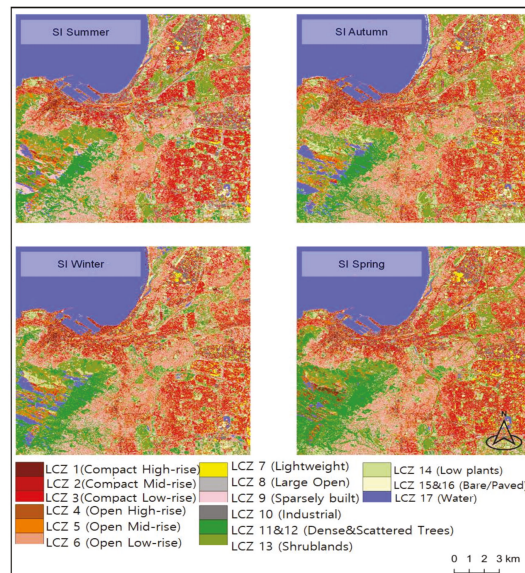 SI Summer
SI Autumn
SI Winter
SI Spring
N
LCZ 1 (Compact High-rise)
LCZ 2 (Compact Mid-rise)
LCZ 3 (Compact Low-rise)
LCZ 4 (Open High-rise)
LCZ 5 (Open Mid-rise)
LCZ 6 (Open Low-rise)
LCZ 7 (Lightweight)
LCZ 8 (Large Open)
LCZ 9 (Sparsely built)
LCZ 10 (Industrial)
LCZ 11&12 (Dense&Scattered Trees)
LCZ 13 (Shrublands)
LCZ 14 (Low plants)
LCZ 15&16 (Bare/Paved)
LCZ 17 (Water)
0 1 2 3 km